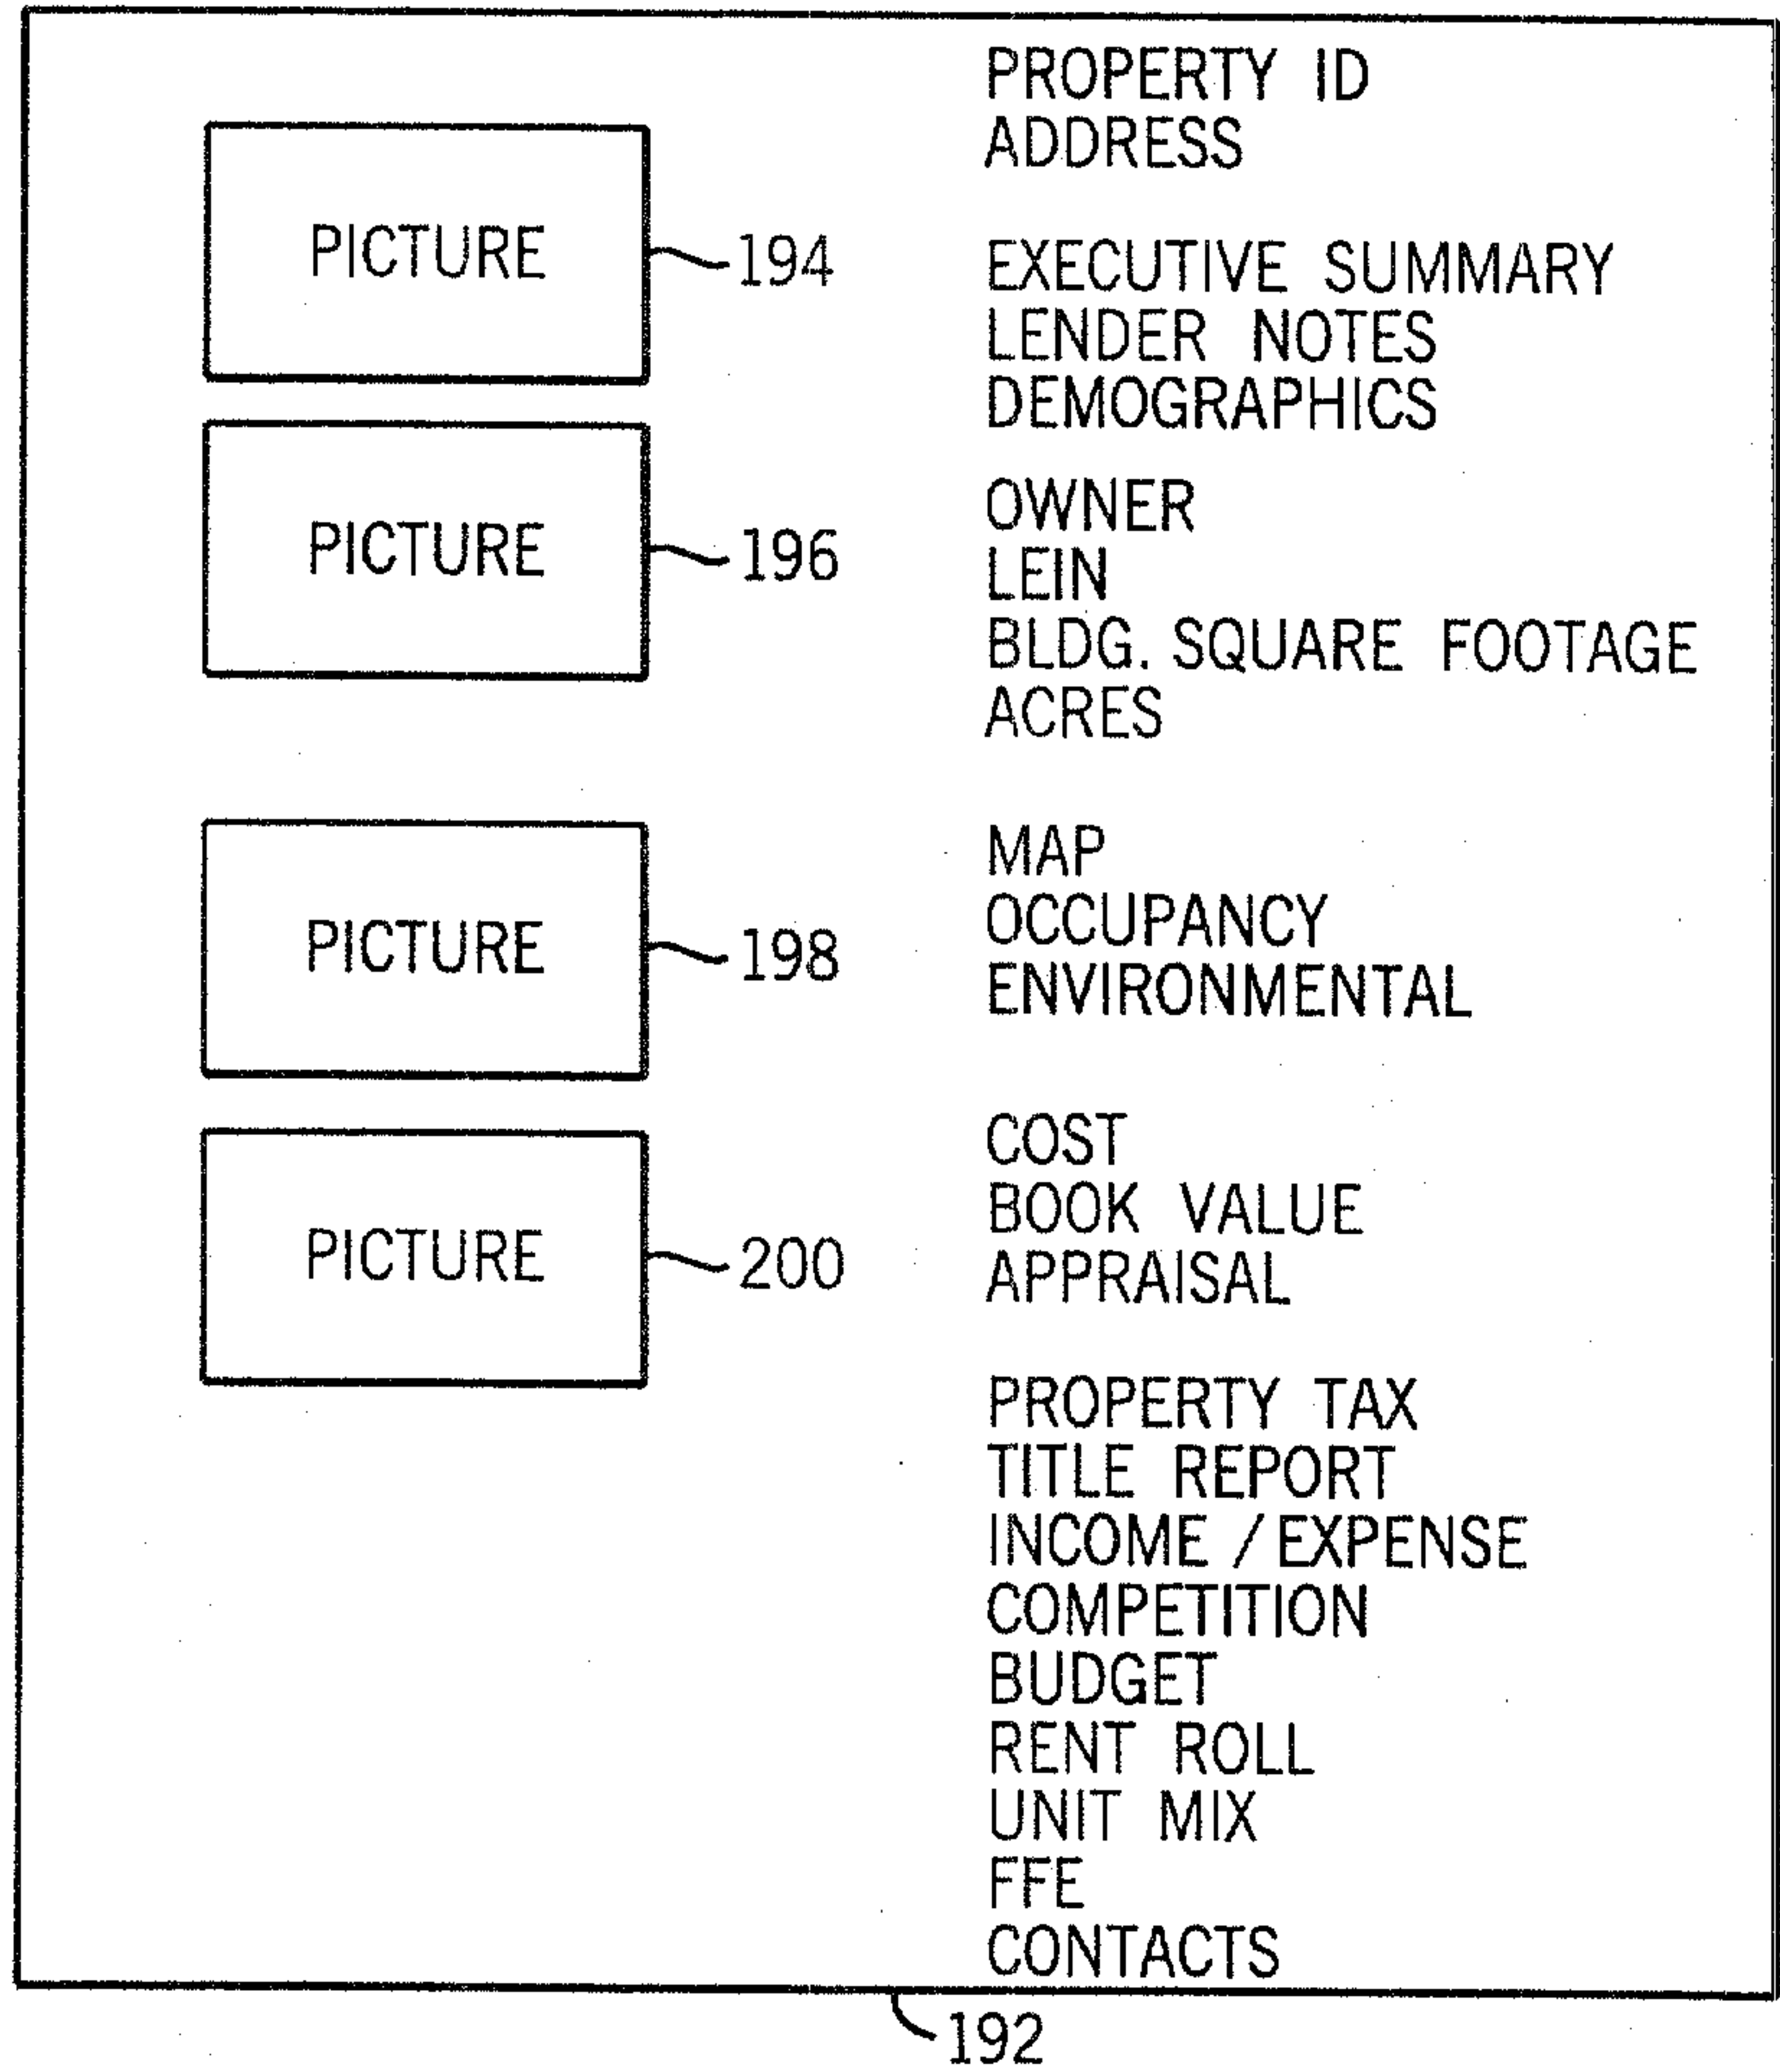 PROPERTY ID
ADDRESS
PICTURE
194
EXECUTIVE SUMMARY
LENDER NOTES
DEMOGRAPHICS
PICTURE
196
OWNER
LEIN
BLDG. SQUARE FOOTAGE
ACRES
PICTURE
198
MAP
OCCUPANCY
ENVIRONMENTAL
PICTURE
200
COST
BOOK VALUE
APPRAISAL
PROPERTY TAX
TITLE REPORT
INCOME / EXPENSE
COMPETITION
BUDGET
RENT ROLL
UNIT MIX
FFE
CONTACTS
192